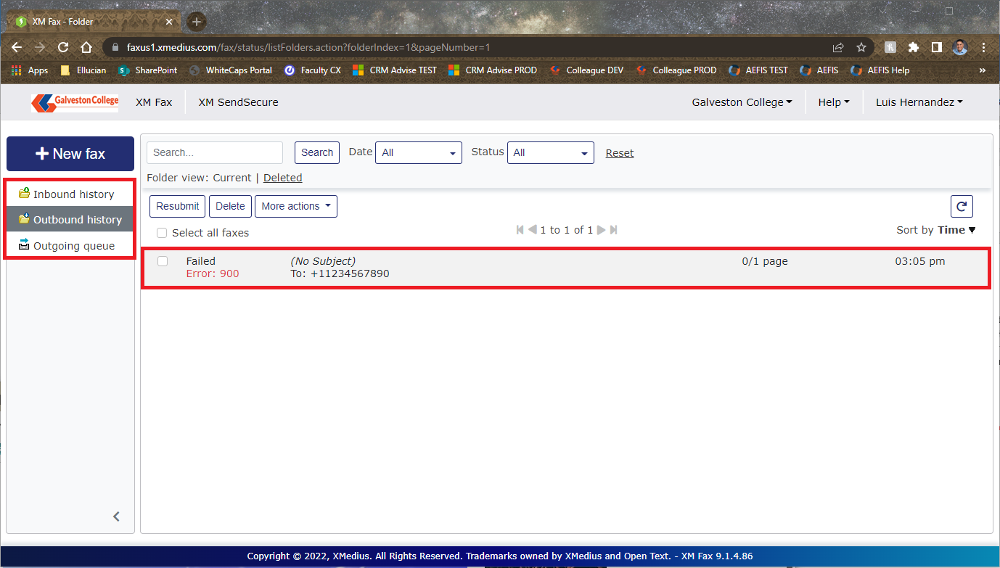 XM Fax - Folder
faxus1.xmedius.com/fax/status/listFolders.action?folderIndex=1&pageNumber=1
Apps Ellucian SharePoint WhiteCaps Portal Faculty CX CRM Advise TEST CRM Advise PROD Colleague DEV Colleague PROD AEFIS TEST AEFIS AEFIS Help »
Galveston College XM Fax XM SendSecure Galveston College Help Luis Hernandez
+ New fax
Inbound history
Outbound history
Outgoing queue
Search... Search Date All Status All Reset
Folder view: Current | Deleted
Resubmit Delete More actions
Select all faxes 1 to 1 of 1 Sort by Time ▼
Failed (No Subject) 0/1 page 03:05 pm
Error: 900 To: +11234567890
Copyright © 2022, XMedius. All Rights Reserved. Trademarks owned by XMedius and Open Text. - XM Fax 9.1.4.86